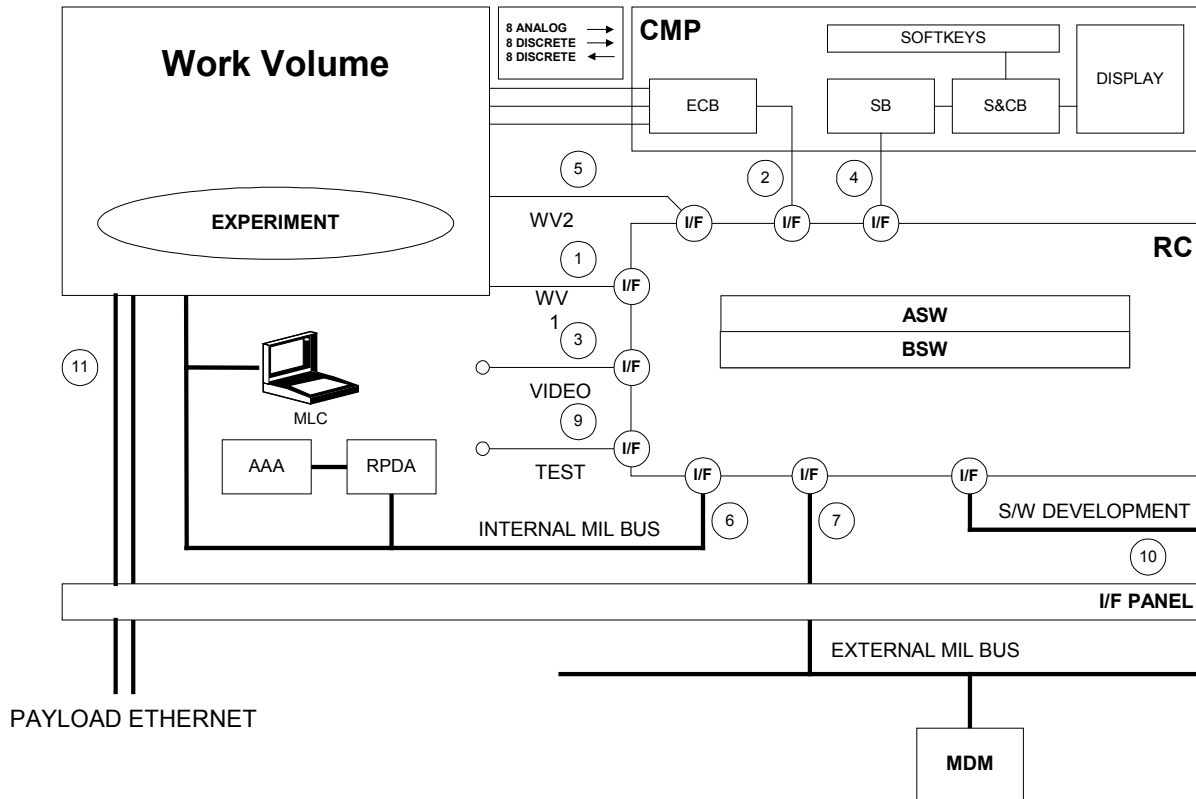 8 ANALOG
8 DISCRETE
8 DISCRETE
CMP
SOFTKEYS
DISPLAY
ECB
SB
S&CB
Work Volume
EXPERIMENT
5
2
4
WV2
I/F
I/F
I/F
RC
1
I/F
WV
1
ASW
BSW
3
I/F
VIDEO
11
MLC
9
I/F
TEST
AAA
RPDA
I/F
I/F
I/F
INTERNAL MIL BUS
6
7
S/W DEVELOPMENT
10
I/F PANEL
EXTERNAL MIL BUS
PAYLOAD ETHERNET
MDM